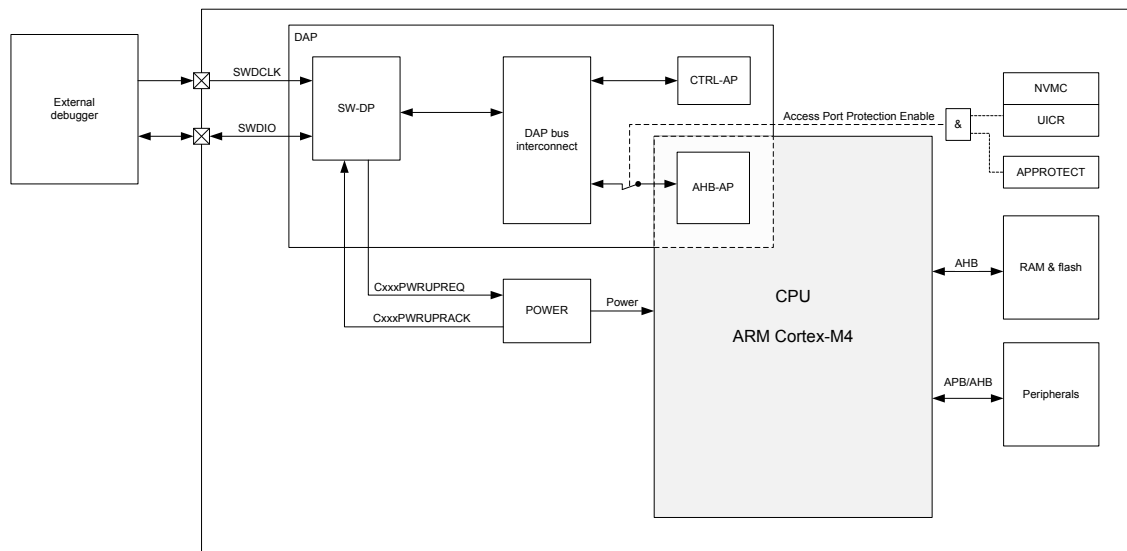 DAP
External
debugger
SWDCLK
SWDIO
SW-DP
DAP bus
interconnect
CTRL-AP
AHB-AP
Access Port Protection Enable
&
NVMC
UICR
APPROTECT
CxxxPWRUPREQ
CxxxPWRUPRACK
POWER
Power
CPU
ARM Cortex-M4
AHB
RAM & flash
APB/AHB
Peripherals